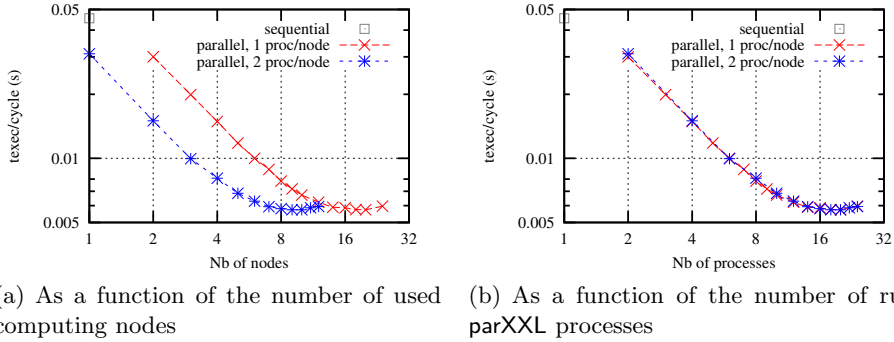 0.05
sequential
parallel, 1 proc/node
parallel, 2 proc/node
texec/cycle (s)
0.01
0.005
1 2 4 8 16 32
Nb of nodes
(a) As a function of the number of used
computing nodes
0.05
sequential
parallel, 1 proc/node
parallel, 2 proc/node
texec/cycle (s)
0.01
0.005
1 2 4 8 16 32
Nb of processes
(b) As a function of the number of ru
parXXL processes